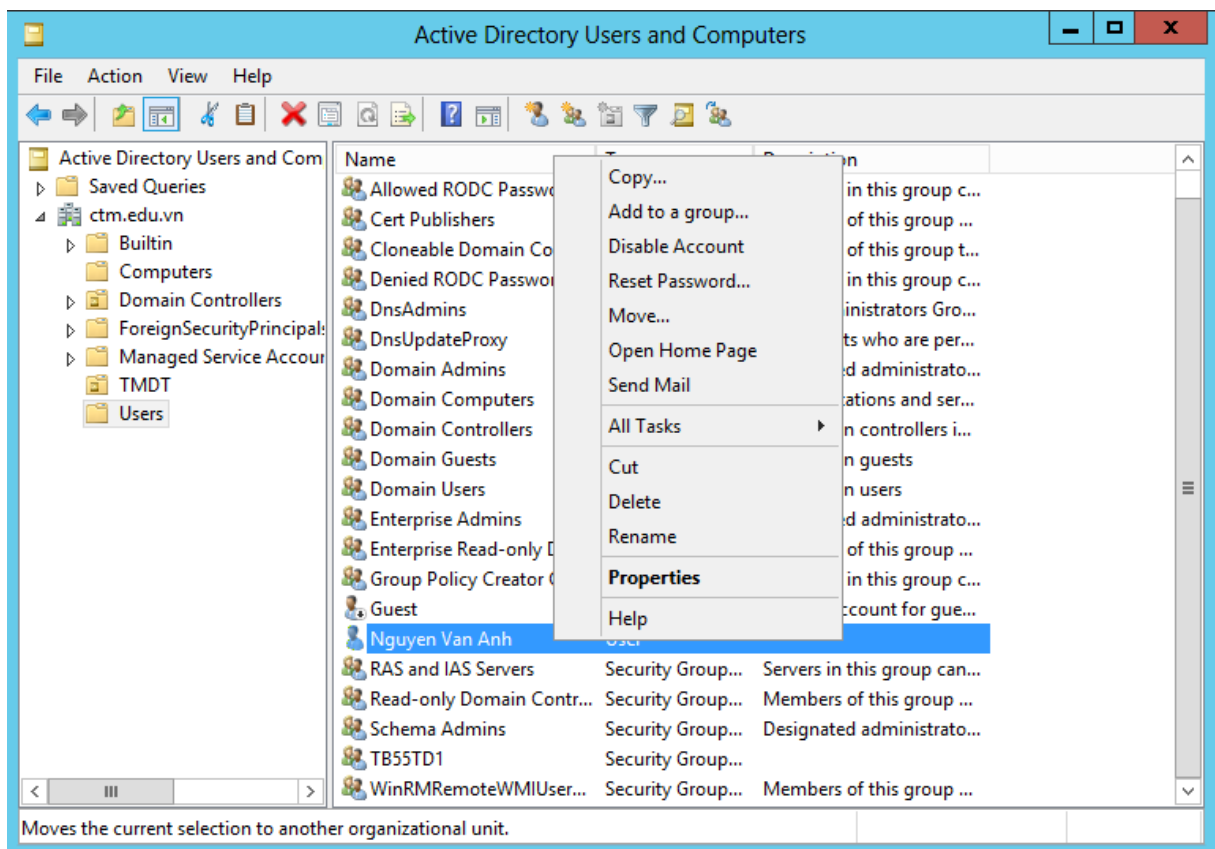 Active Directory Users and Computers
File Action View Help
Active Directory Users and Com
Saved Queries
ctm.edu.vn
Builtin
Computers
Domain Controllers
ForeignSecurityPrincipals
Managed Service Accour
TMDT
Users
Name
Allowed RODC Passwo in this group c...
Cert Publishers of this group ...
Cloneable Domain Co of this group t...
Denied RODC Passwor in this group c...
DnsAdmins inistrators Gro...
DnsUpdateProxy ts who are per...
Domain Admins d administrato...
Domain Computers ations and ser...
Domain Controllers n controllers i...
Domain Guests n guests
Domain Users n users
Enterprise Admins d administrato...
Enterprise Read-only D of this group ...
Group Policy Creator in this group c...
Guest count for gue...
Nguyen Van Anh User
RAS and IAS Servers Security Group... Servers in this group can...
Read-only Domain Contr... Security Group... Members of this group ...
Schema Admins Security Group... Designated administrato...
TB55TD1 Security Group...
WinRMRemoteWMIUser... Security Group... Members of this group ...
Copy...
Add to a group...
Disable Account
Reset Password...
Move...
Open Home Page
Send Mail
All Tasks
Cut
Delete
Rename
Properties
Help
Moves the current selection to another organizational unit.